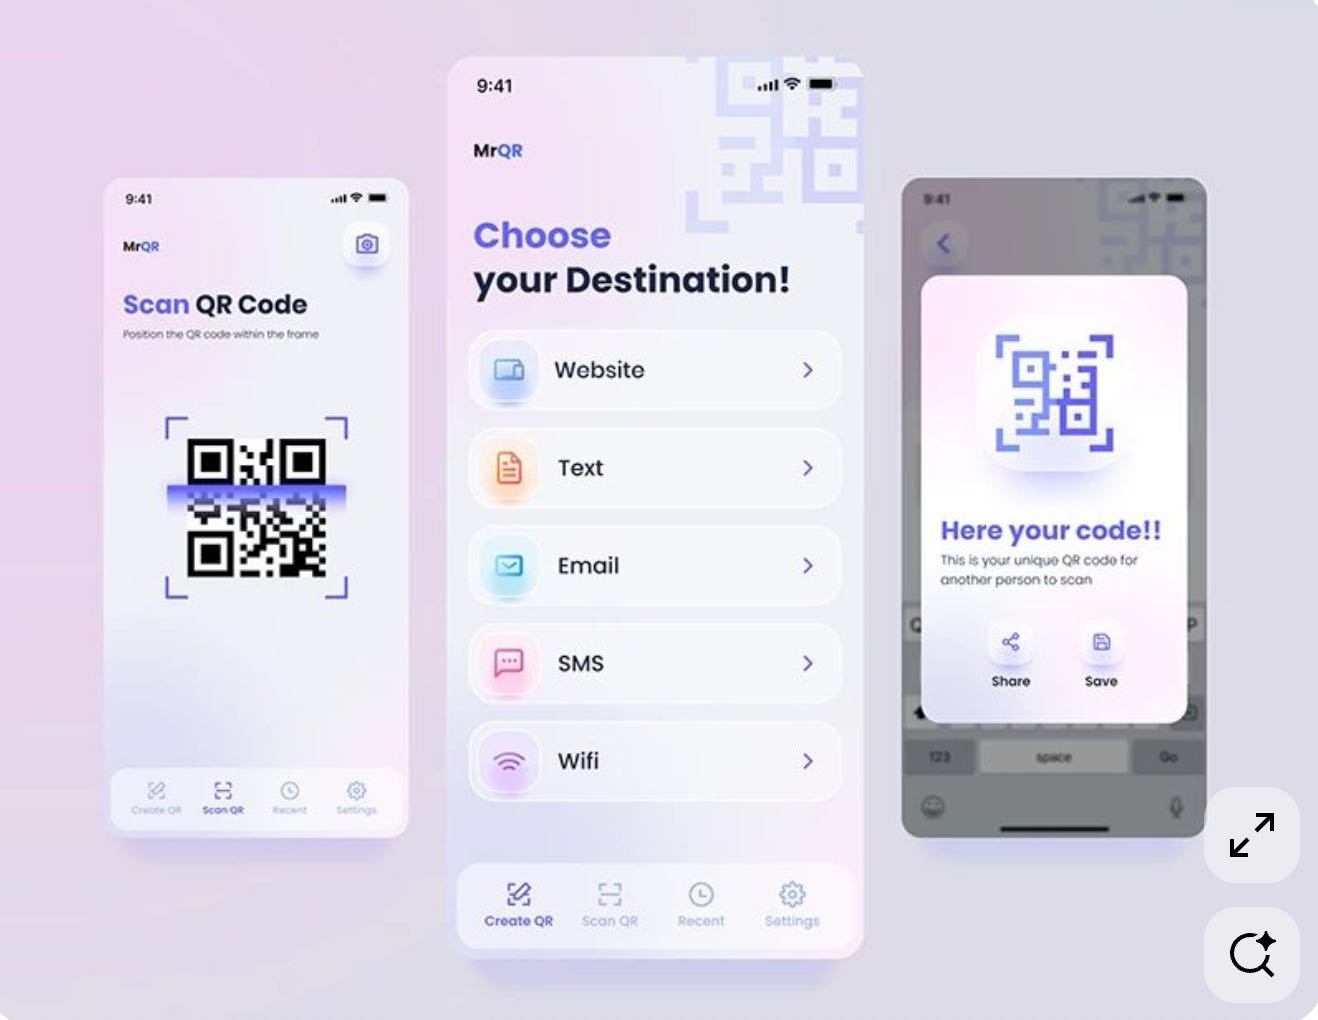 9:41
MrQR
Scan QR Code
Position the QR code within the frame
Create QR
Scan QR
Recent
Settings
9:41
MrQR
Choose
your Destination!
Website
Text
Email
SMS
Wifi
Create QR
Scan QR
Recent
Settings
9:41
Here your code!!
This is your unique QR code for
another person to scan
Share
Save
Q
P
123
space
Go